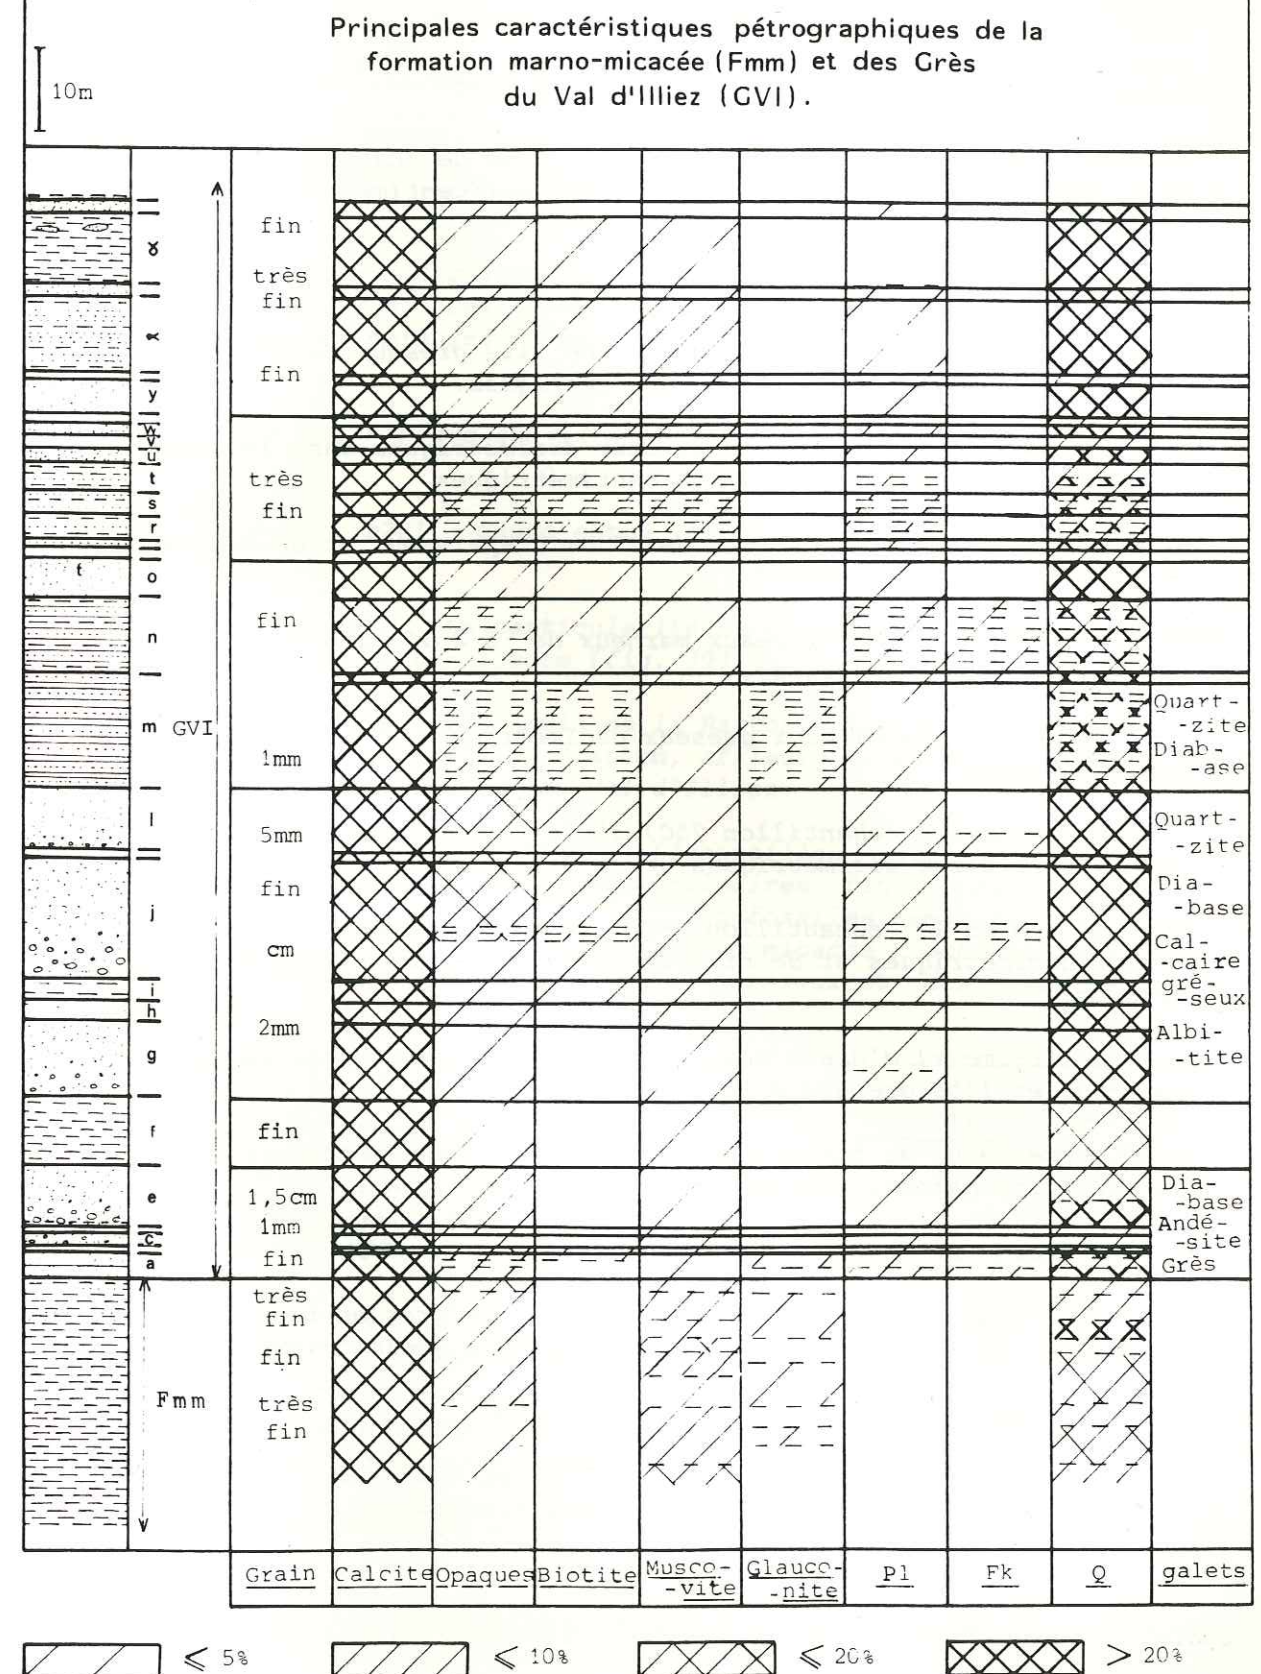 Principales caractéristiques pétrographiques de la
formation marno-micacée (Fmm) et des Grès
du Val d'Illiez (GVI).
10m
fin
ɣ
très
fin
α
fin
y
w
v
u
t
très
s
fin
r
t
o
fin
n
Quart-
-zite
m GVI
Diab-
-ase
1mm
l
Quart-
-zite
5mm
fin
Dia-
-base
j
cm
Cal-
-caire
i
gré-
-seux
h
2mm
Albi-
-tite
g
f
fin
e
1,5cm
Dia-
-base
1mm
Andé-
-site
c
a
fin
Grès
très
fin
fin
Fmm
très
fin
Grain Calcite Opaques Biotite Musco-
-vite Glauco-
-nite Pl Fk Q galets
⩽ 5% ⩽ 10% ⩽ 20% > 20%